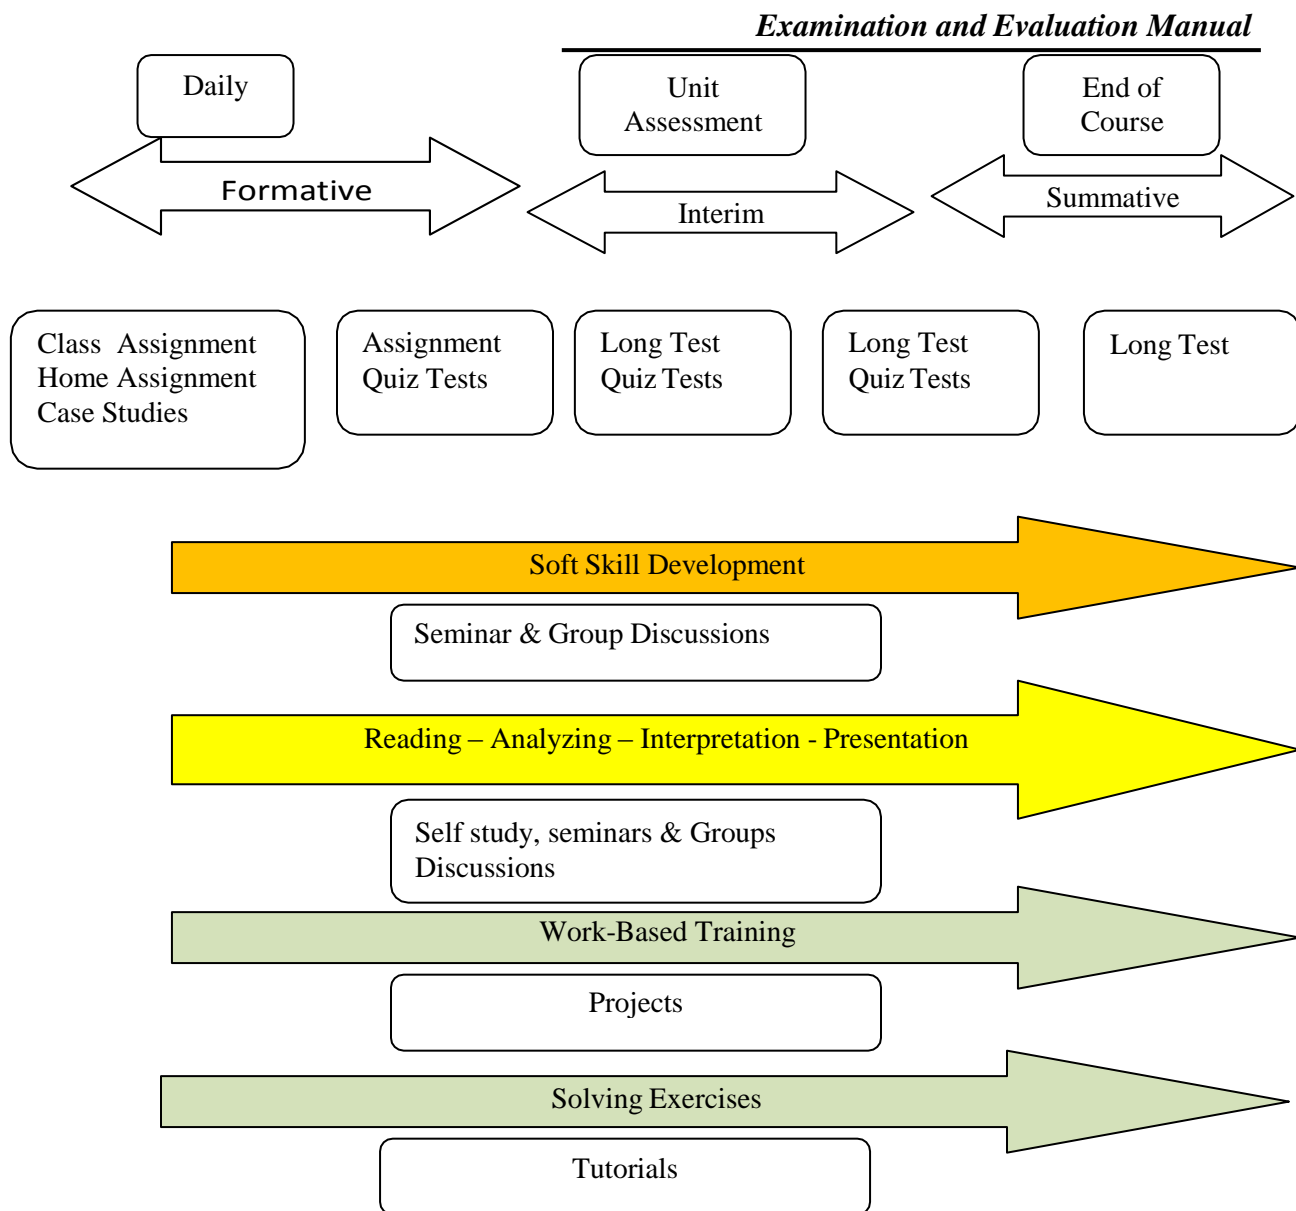 Examination and Evaluation Manual
Daily
Unit
Assessment
End of
Course
Formative
Interim
Summative
Class Assignment
Home Assignment
Case Studies
Assignment
Quiz Tests
Long Test
Quiz Tests
Long Test
Quiz Tests
Long Test
Soft Skill Development
Seminar & Group Discussions
Reading – Analyzing – Interpretation - Presentation
Self study, seminars & Groups
Discussions
Work-Based Training
Projects
Solving Exercises
Tutorials